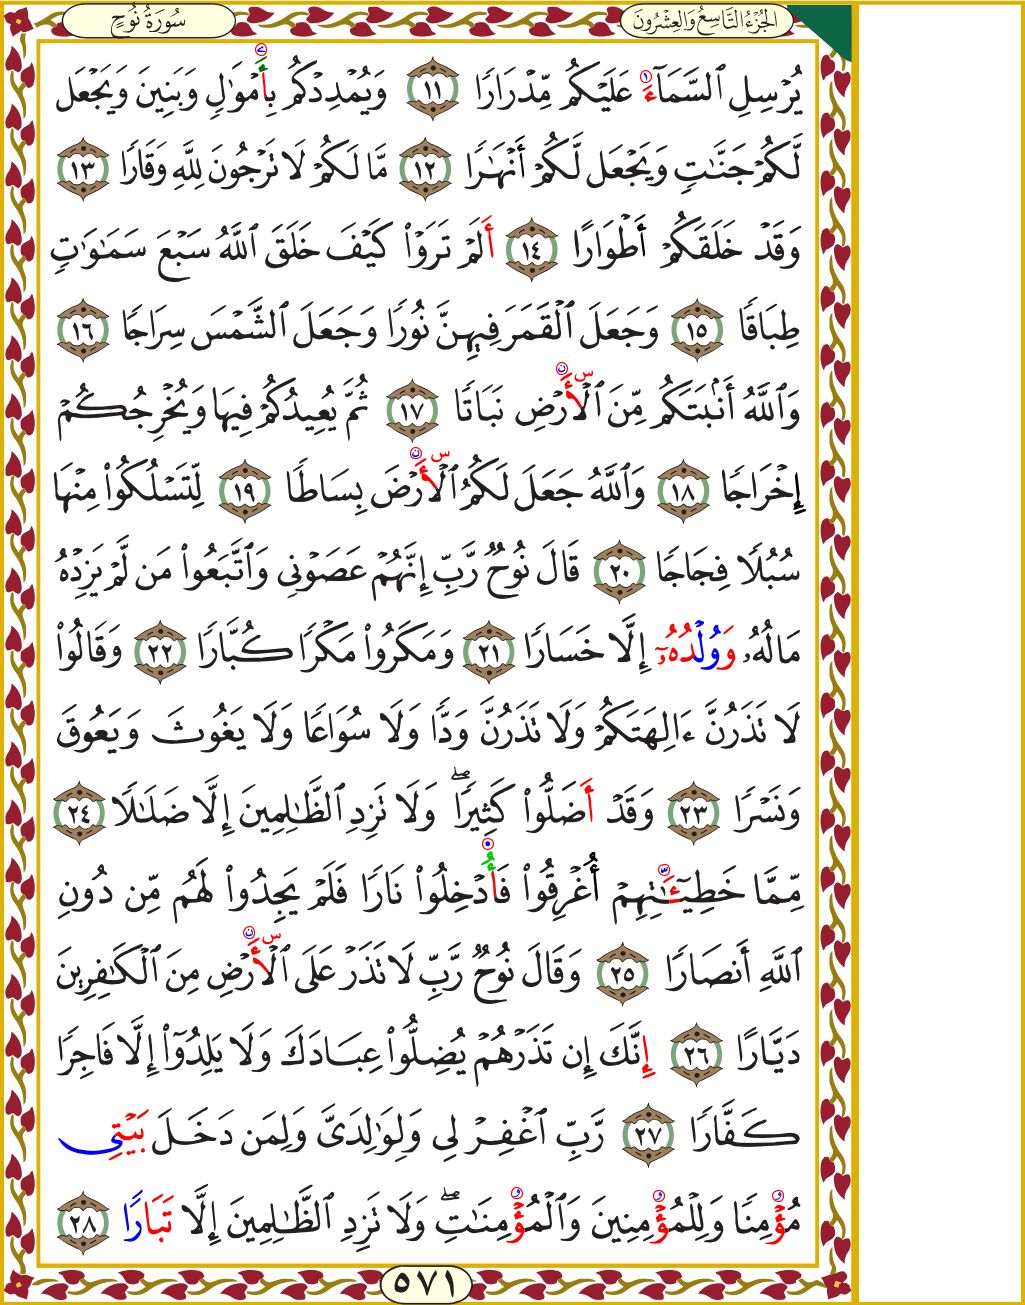 سُورَةُ نُوحٍ
الجُزْءُ التَّاسِعُ وَالعِشْرُونَ
يُرْسِلِ ٱلسَّمَآءَ عَلَيْكُم مِّدْرَارًا ١١ وَيُمْدِدْكُم بِأَمْوَٰلٍ وَبَنِينَ وَيَجْعَل
لَّكُمْ جَنَّٰتٍ وَيَجْعَل لَّكُمْ أَنْهَٰرًا ١٢ مَّا لَكُمْ لَا تَرْجُونَ لِلَّهِ وَقَارًا ١٣
وَقَدْ خَلَقَكُمْ أَطْوَارًا ١٤ أَلَمْ تَرَوْا۟ كَيْفَ خَلَقَ ٱللَّهُ سَبْعَ سَمَٰوَٰتٍ
طِبَاقًا ١٥ وَجَعَلَ ٱلْقَمَرَ فِيهِنَّ نُورًا وَجَعَلَ ٱلشَّمْسَ سِرَاجًا ١٦
وَٱللَّهُ أَنۢبَتَكُم مِّنَ ٱلْأَرْضِ نَبَاتًا ١٧ ثُمَّ يُعِيدُكُمْ فِيهَا وَيُخْرِجُكُمْ
إِخْرَاجًا ١٨ وَٱللَّهُ جَعَلَ لَكُمُ ٱلْأَرْضَ بِسَاطًا ١٩ لِّتَسْلُكُوا۟ مِنْهَا
سُبُلًا فِجَاجًا ٢٠ قَالَ نُوحٌ رَّبِّ إِنَّهُمْ عَصَوْنِي وَٱتَّبَعُوا۟ مَن لَّمْ يَزِدْهُ
مَالُهُۥ وَوُلْدُهُۥٓ إِلَّا خَسَارًا ٢١ وَمَكَرُوا۟ مَكْرًا كُبَّارًا ٢٢ وَقَالُوا۟
لَا تَذَرُنَّ ءَالِهَتَكُمْ وَلَا تَذَرُنَّ وَدًّا وَلَا سُوَاعًا وَلَا يَغُوثَ وَيَعُوقَ
وَنَسْرًا ٢٣ وَقَدْ أَضَلُّوا۟ كَثِيرًا ۖ وَلَا تَزِدِ ٱلظَّٰلِمِينَ إِلَّا ضَلَٰلًا ٢٤
مِّمَّا خَطِيٓـَٰٔتِهِمْ أُغْرِقُوا۟ فَأُدْخِلُوا۟ نَارًا فَلَمْ يَجِدُوا۟ لَهُم مِّن دُونِ
ٱللَّهِ أَنصَارًا ٢٥ وَقَالَ نُوحٌ رَّبِّ لَا تَذَرْ عَلَى ٱلْأَرْضِ مِنَ ٱلْكَٰفِرِينَ
دَيَّارًا ٢٦ إِنَّكَ إِن تَذَرْهُمْ يُضِلُّوا۟ عِبَادَكَ وَلَا يَلِدُوٓا۟ إِلَّا فَاجِرًا
كَفَّارًا ٢٧ رَّبِّ ٱغْفِرْ لِي وَلِوَٰلِدَيَّ وَلِمَن دَخَلَ بَيْتِي
مُؤْمِنًا وَلِلْمُؤْمِنِينَ وَٱلْمُؤْمِنَٰتِ ۖ وَلَا تَزِدِ ٱلظَّٰلِمِينَ إِلَّا تَبَارًا ٢٨
٥٧١